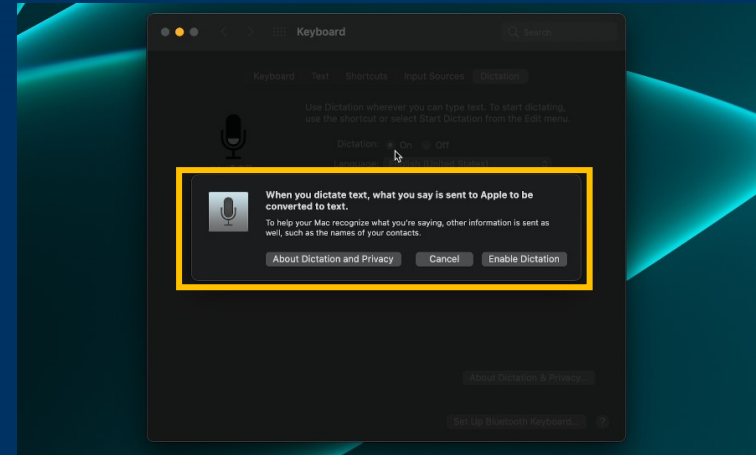 Keyboard
Search
Keyboard Text Shortcuts Input Sources Dictation
Use Dictation wherever you can type text. To start dictating,
use the shortcut or select Start Dictation from the Edit menu.
Dictation: On Off
Language: English (United States)
When you dictate text, what you say is sent to Apple to be
converted to text.
To help your Mac recognize what you're saying, other information is sent as
well, such as the names of your contacts.
About Dictation and Privacy Cancel Enable Dictation
About Dictation & Privacy...
Set Up Bluetooth Keyboard... ?